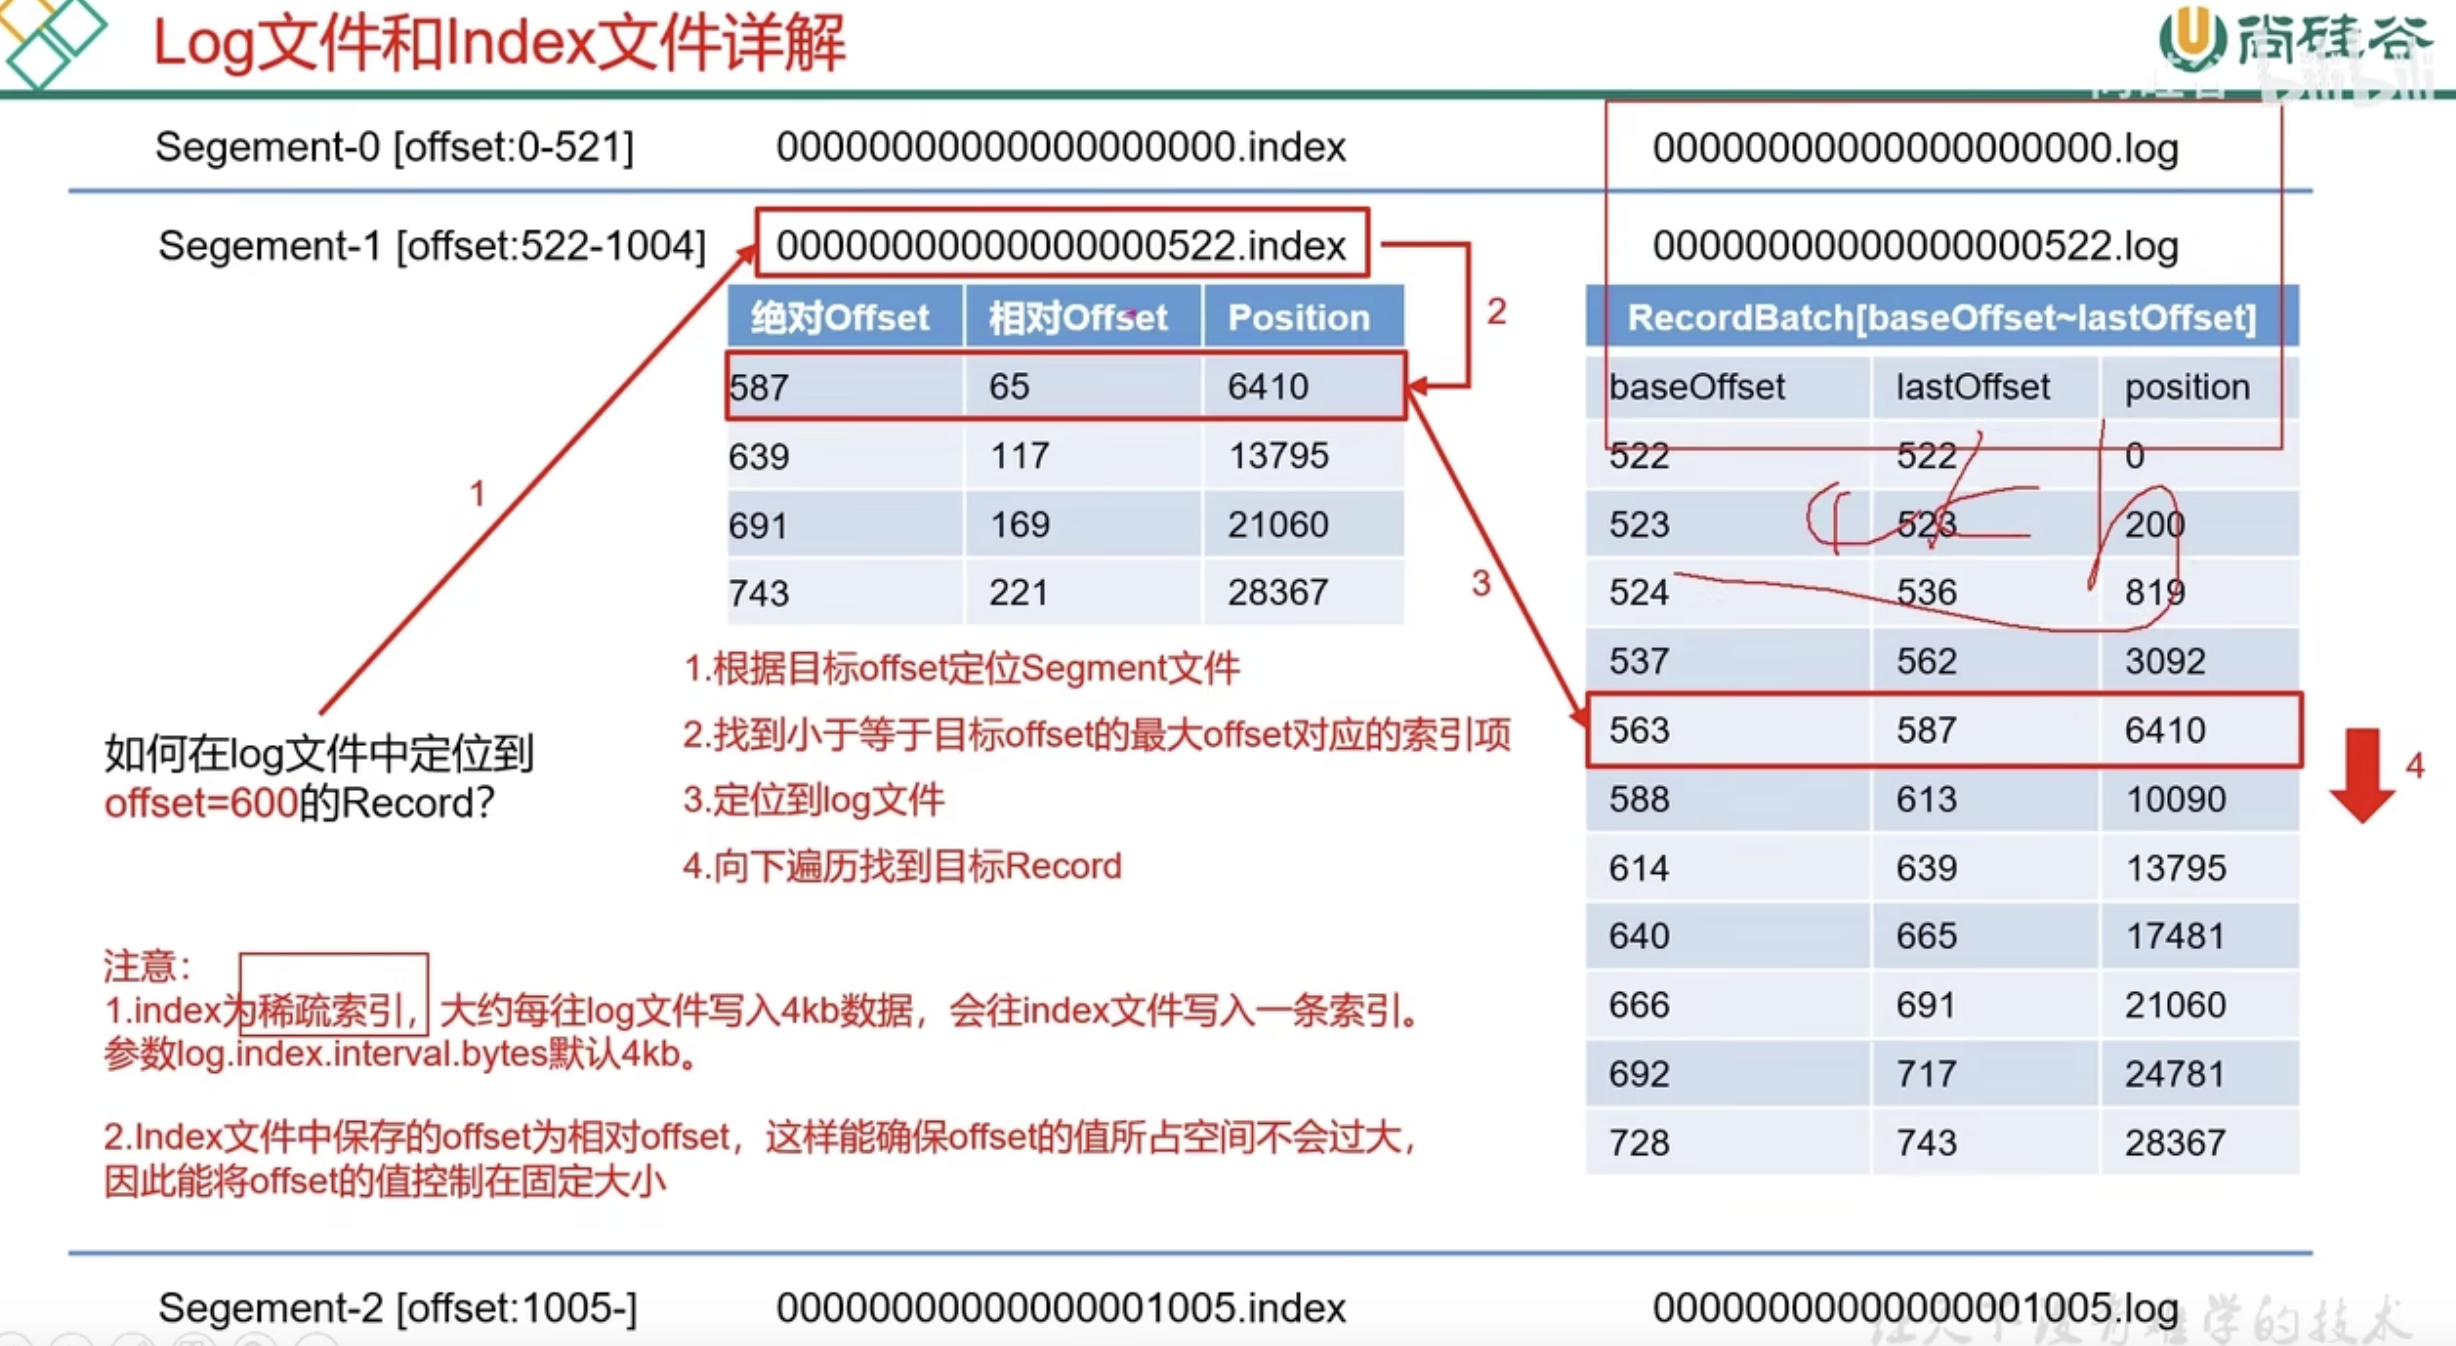 Log文件和Index文件详解
尚硅谷
bilibili
Segement-0 [offset:0-521]
00000000000000000000.index
00000000000000000000.log
Segement-1 [offset:522-1004]
00000000000000000522.index
00000000000000000522.log
绝对Offset 相对Offset Position
587 65 6410
639 117 13795
691 169 21060
743 221 28367
2
RecordBatch[baseOffset~lastOffset]
baseOffset lastOffset position
522 522 0
523 523 200
524 536 819
537 562 3092
563 587 6410
588 613 10090
614 639 13795
640 665 17481
666 691 21060
692 717 24781
728 743 28367
1
3
4
如何在log文件中定位到
offset=600的Record?
1.根据目标offset定位Segment文件
2.找到小于等于目标offset的最大offset对应的索引项
3.定位到log文件
4.向下遍历找到目标Record
注意：
1.index为稀疏索引，大约每往log文件写入4kb数据，会往index文件写入一条索引。
参数log.index.interval.bytes默认4kb。
2.Index文件中保存的offset为相对offset，这样能确保offset的值所占空间不会过大，
因此能将offset的值控制在固定大小
Segement-2 [offset:1005-]
00000000000000001005.index
00000000000000001005.log